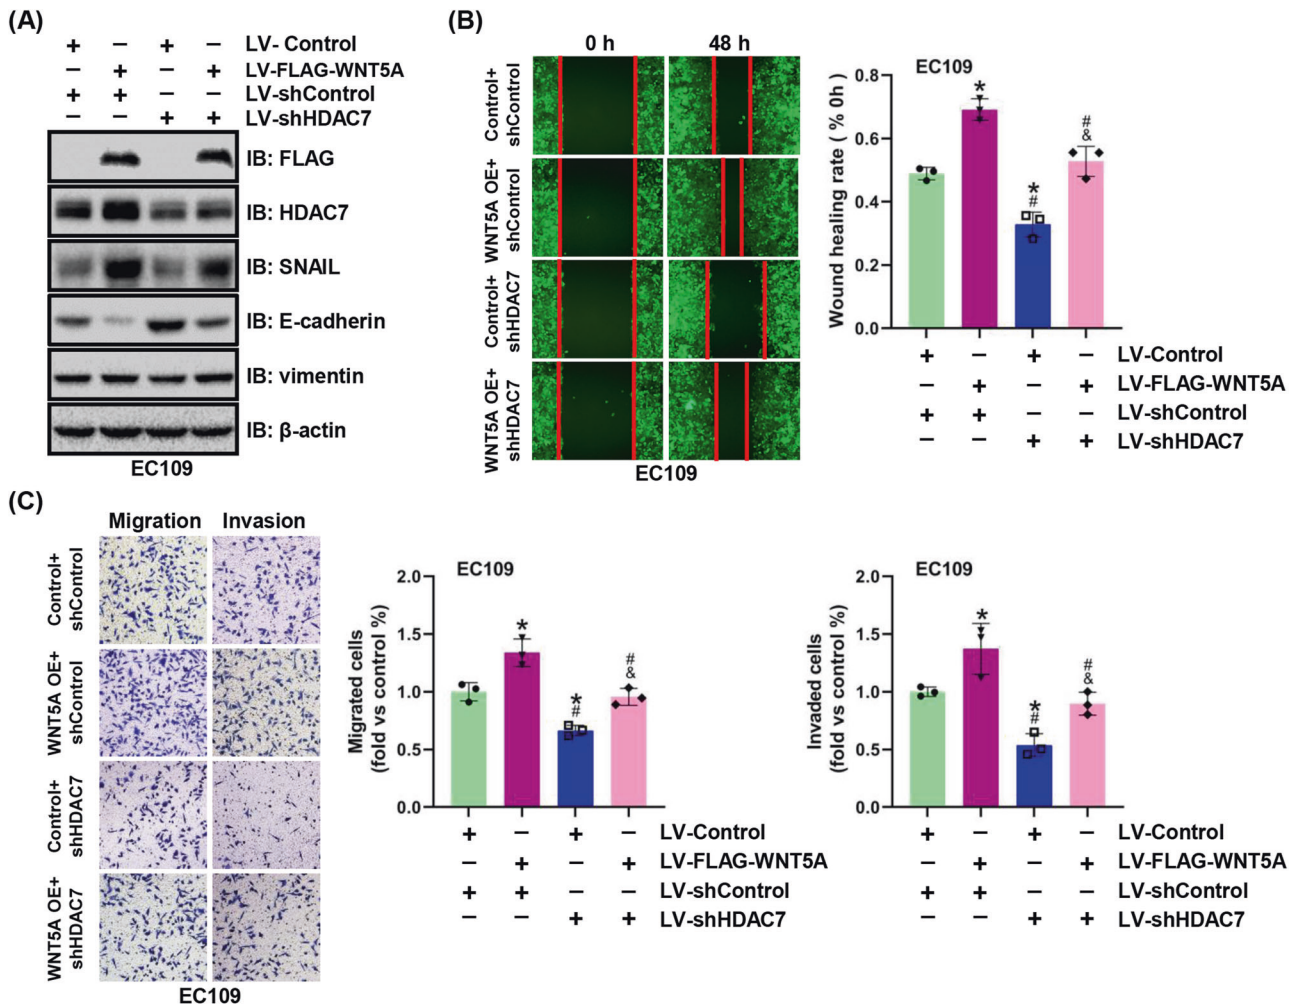 (A)
+ – + – LV- Control
– + – + LV-FLAG-WNT5A
+ + – – LV-shControl
– – + + LV-shHDAC7
IB: FLAG
IB: HDAC7
IB: SNAIL
IB: E-cadherin
IB: vimentin
IB: β-actin
EC109
(B)
0 h 48 h
Control+
shControl
WNT5A OE+
shControl
Control+
shHDAC7
WNT5A OE+
shHDAC7
EC109
EC109
Wound healing rate ( % 0h)
0.8
0.6
0.4
0.2
0.0
*
*
#
#
&
+ – + – LV-Control
– + – + LV-FLAG-WNT5A
+ + – – LV-shControl
– – + + LV-shHDAC7
(C)
Migration Invasion
Control+
shControl
WNT5A OE+
shControl
Control+
shHDAC7
WNT5A OE+
shHDAC7
EC109
EC109
Migrated cells
(fold vs control %)
2.0
1.5
1.0
0.5
0.0
*
*
#
#
&
+ – + – LV-Control
– + – + LV-FLAG-WNT5A
+ + – – LV-shControl
– – + + LV-shHDAC7
EC109
Invaded cells
(fold vs control %)
2.0
1.5
1.0
0.5
0.0
*
*
#
#
&
+ – + – LV-Control
– + – + LV-FLAG-WNT5A
+ + – – LV-shControl
– – + + LV-shHDAC7